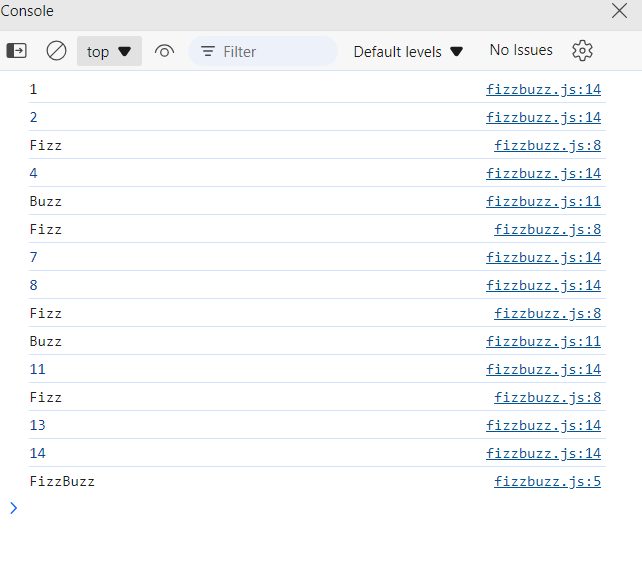 Console
top Filter Default levels No Issues
1 fizzbuzz.js:14
2 fizzbuzz.js:14
Fizz fizzbuzz.js:8
4 fizzbuzz.js:14
Buzz fizzbuzz.js:11
Fizz fizzbuzz.js:8
7 fizzbuzz.js:14
8 fizzbuzz.js:14
Fizz fizzbuzz.js:8
Buzz fizzbuzz.js:11
11 fizzbuzz.js:14
Fizz fizzbuzz.js:8
13 fizzbuzz.js:14
14 fizzbuzz.js:14
FizzBuzz fizzbuzz.js:5